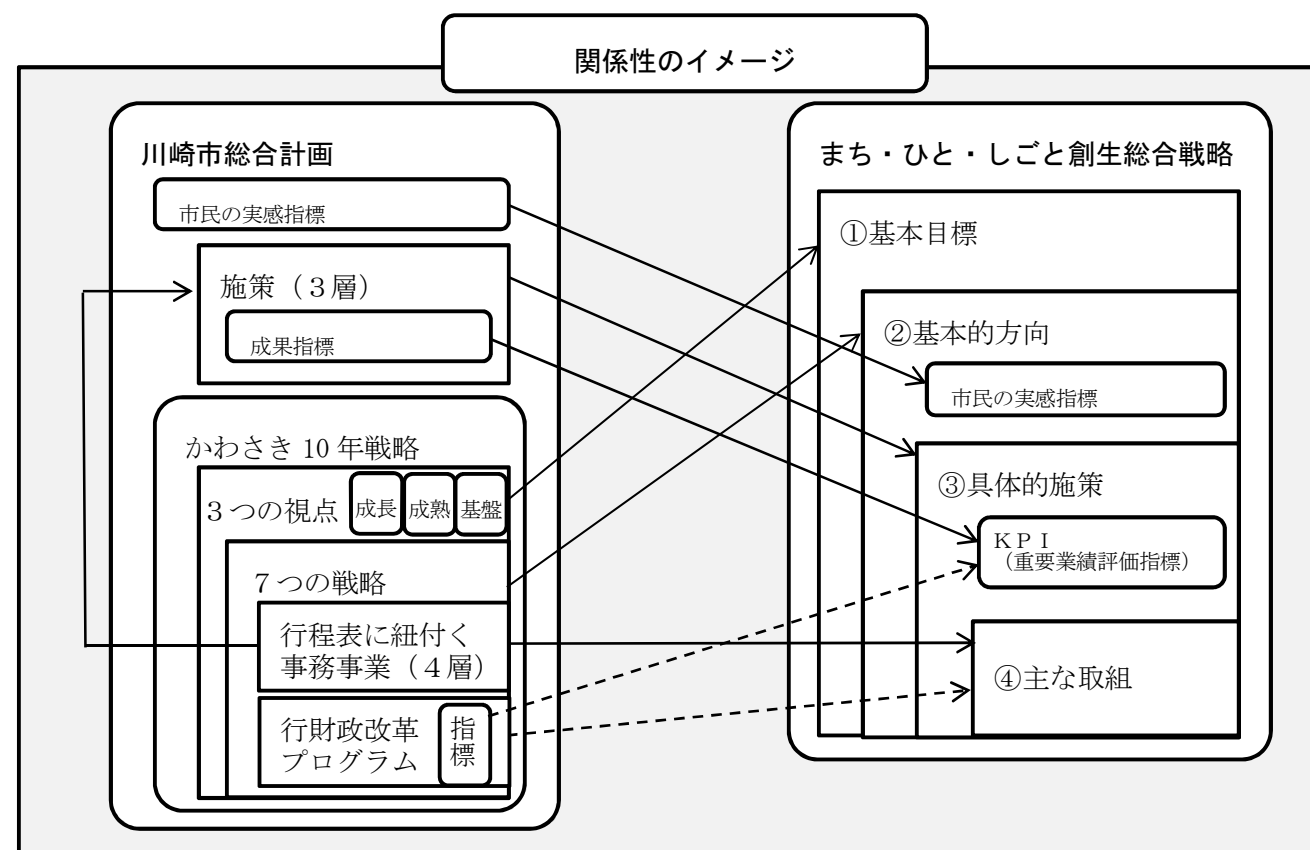 関係性のイメージ
川崎市総合計画
市民の実感指標
施策（３層）
成果指標
かわさき 10 年戦略
３つの視点
成長
成熟
基盤
７つの戦略
行程表に紐付く
事務事業（４層）
行財政改革
プログラム
指標
まち・ひと・しごと創生総合戦略
①基本目標
②基本的方向
市民の実感指標
③具体的施策
ＫＰＩ
（重要業績評価指標）
④主な取組